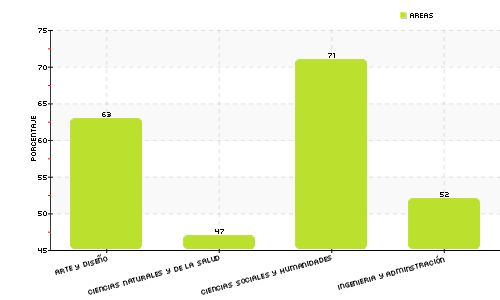 AREAS
PORCENTAJE
75
70
65
60
55
50
45
63
47
71
52
ARTE Y DISEÑO
CIENCIAS NATURALES Y DE LA SALUD
CIENCIAS SOCIALES Y HUMANIDADES
INGENIERIA Y ADMINSTRACIÓN